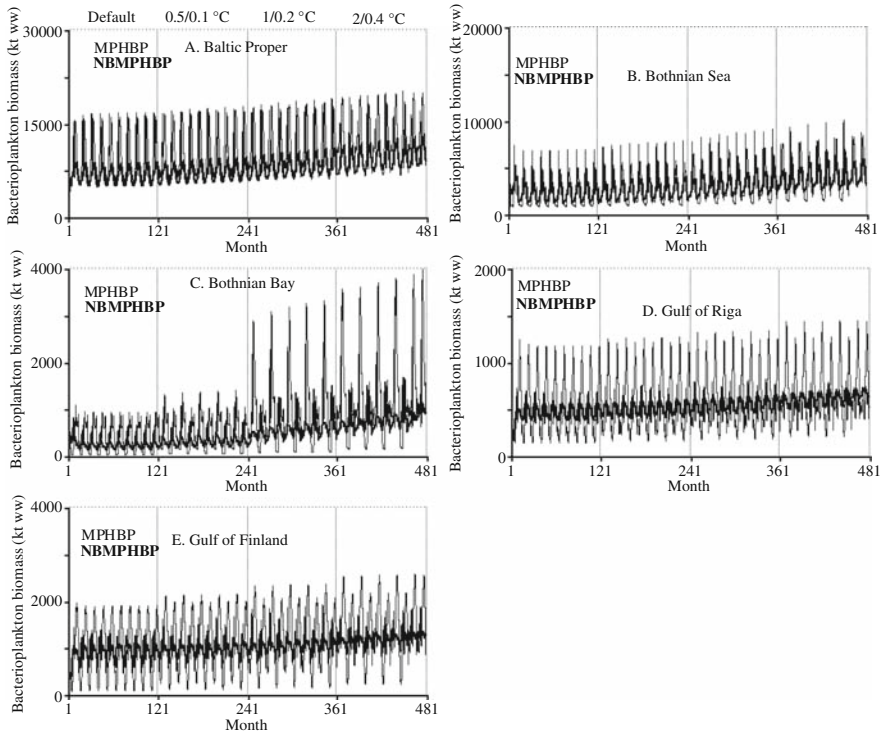 Default 0.5/0.1 °C 1/0.2 °C 2/0.4 °C
Bacterioplankton biomass (kt ww)
30000
15000
0
MPHBP
NBMPHBP
A. Baltic Proper
1 121 241 361 481
Month
Bacterioplankton biomass (kt ww)
20000
10000
0
MPHBP
NBMPHBP
B. Bothnian Sea
1 121 241 361 481
Month
Bacterioplankton biomass (kt ww)
4000
2000
0
MPHBP
NBMPHBP
C. Bothnian Bay
1 121 241 361 481
Month
Bacterioplankton biomass (kt ww)
2000
1000
0
MPHBP
NBMPHBP
D. Gulf of Riga
1 121 241 361 481
Month
Bacterioplankton biomass (kt ww)
4000
2000
0
MPHBP
NBMPHBP
E. Gulf of Finland
1 121 241 361 481
Month